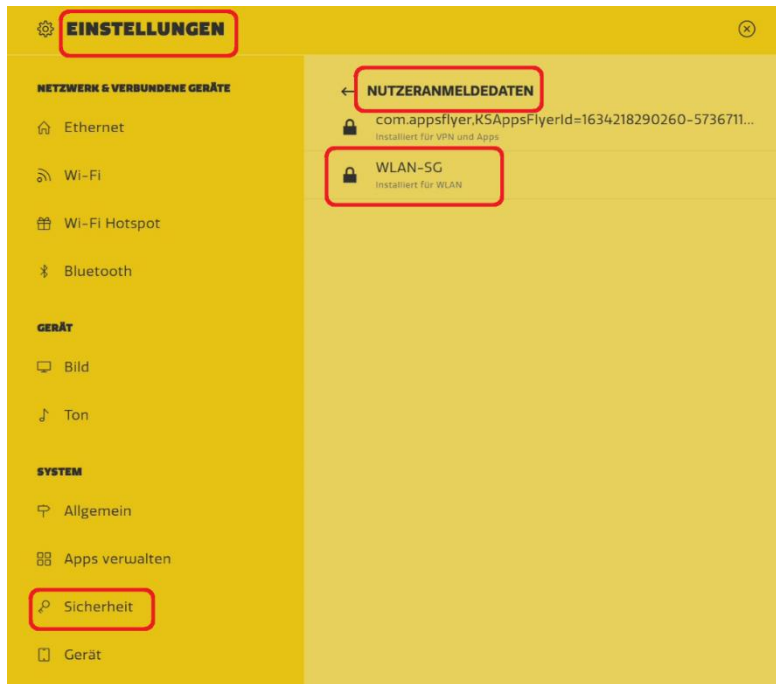 EINSTELLUNGEN
NETZWERK & VERBUNDENE GERÄTE
Ethernet
Wi-Fi
Wi-Fi Hotspot
Bluetooth
GERÄT
Bild
Ton
SYSTEM
Allgemein
Apps verwalten
Sicherheit
Gerät
NUTZERANMELDEDATEN
com.appsflyer,KSAppsFlyerId=1634218290260-5736711...
Installiert für VPN und Apps
WLAN-SG
Installiert für WLAN